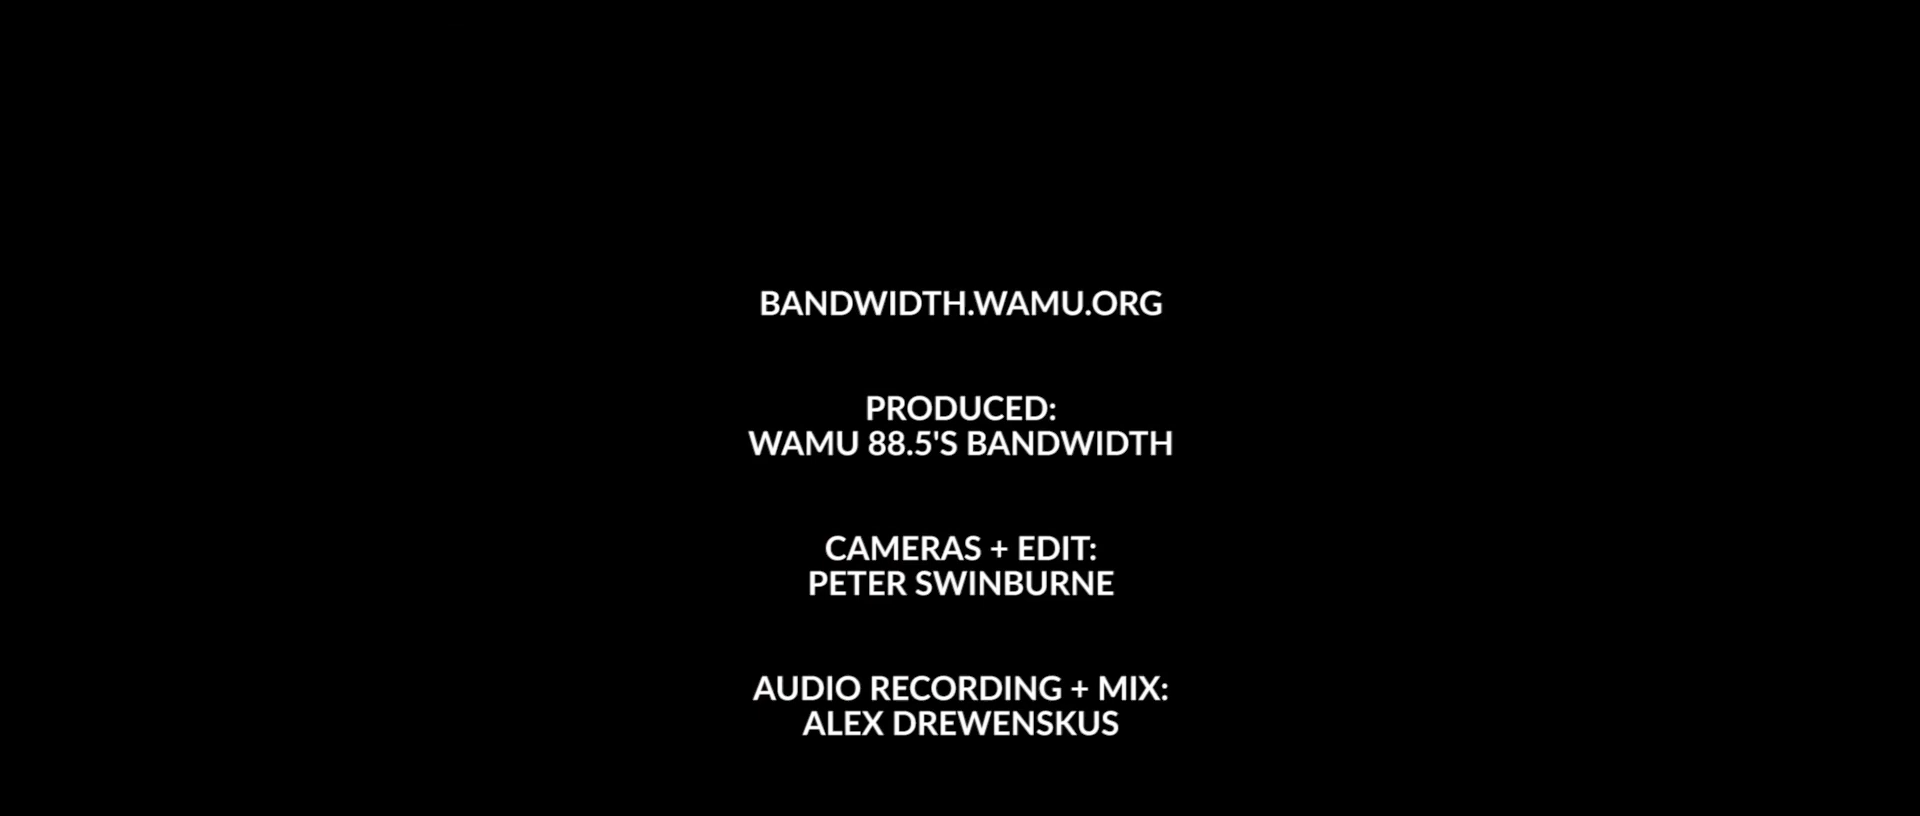 BANDWIDTH.WAMU.ORG
PRODUCED:
WAMU 88.5'S BANDWIDTH
CAMERAS + EDIT:
PETER SWINBURNE
AUDIO RECORDING + MIX:
ALEX DREWENSKUS